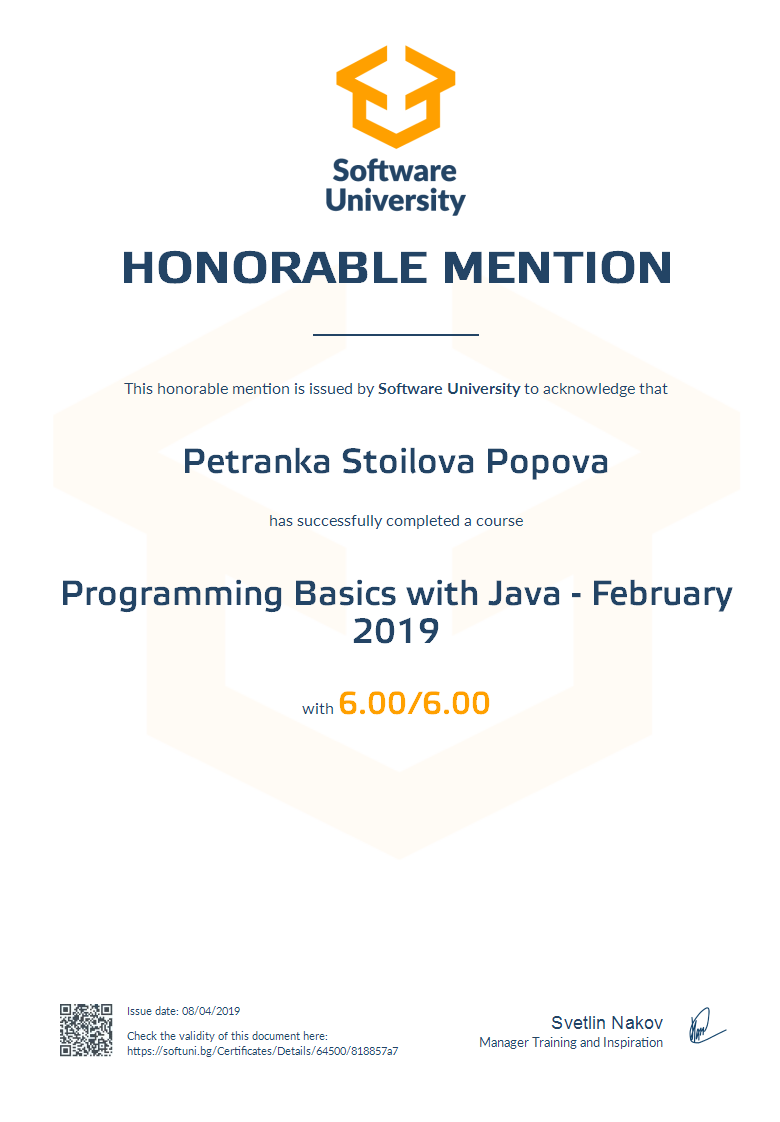 Software
University
HONORABLE MENTION
This honorable mention is issued by Software University to acknowledge that
Petranka Stoilova Popova
has successfully completed a course
Programming Basics with Java - February
2019
with 6.00/6.00
Issue date: 08/04/2019
Check the validity of this document here:
https://softuni.bg/Certificates/Details/64500/818857a7
Svetlin Nakov
Manager Training and Inspiration